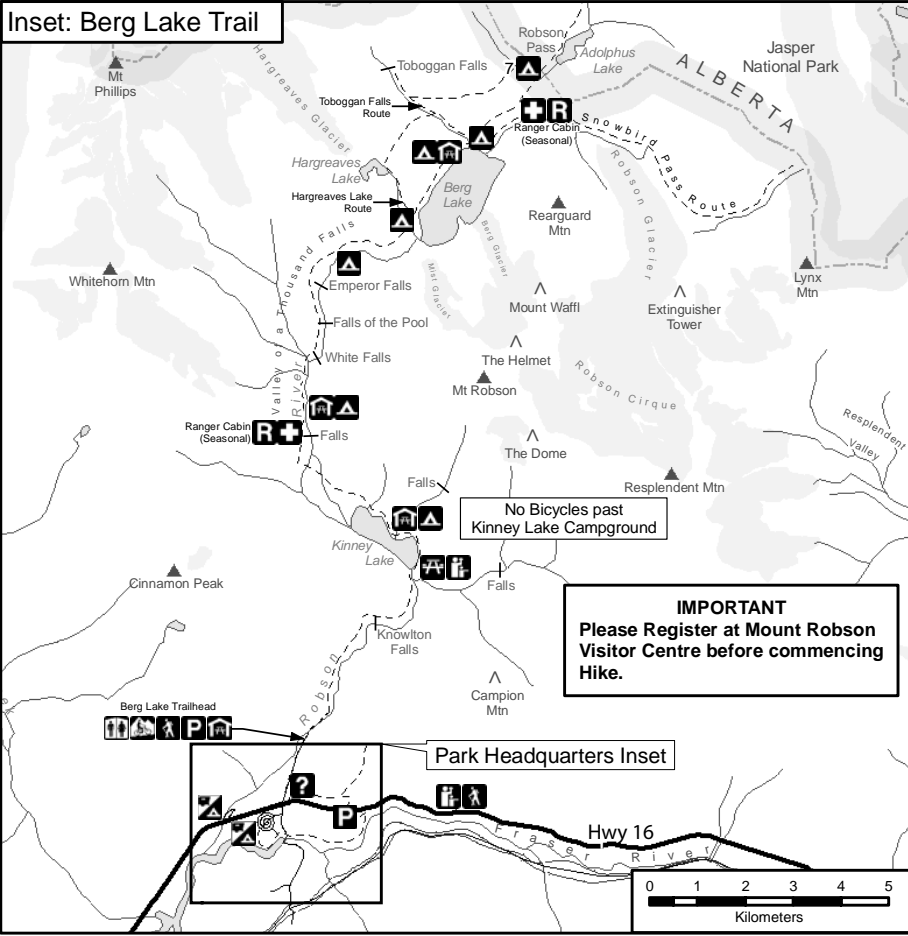 Inset: Berg Lake Trail
Robson
Pass
Adolphus
Lake
Jasper
National Park
ALBERTA
Mt
Phillips
Hargreaves Glacier
Toboggan Falls
7
Toboggan Falls
Route
R
Ranger Cabin
(Seasonal)
Snowbird Pass Route
Hargreaves
Lake
Berg
Lake
Robson Glacier
Hargreaves Lake
Route
Rearguard
Mtn
Berg Glacier
Mist Glacier
Whitehorn Mtn
Valley of a Thousand Falls
Emperor Falls
Mount Waffl
Extinguisher
Tower
Lynx
Mtn
Falls of the Pool
White Falls
The Helmet
Mt Robson
Robson Cirque
River
Ranger Cabin
(Seasonal)
R
Falls
The Dome
Resplendent
Valley
Falls
Resplendent Mtn
No Bicycles past
Kinney Lake Campground
Kinney
Lake
Falls
Cinnamon Peak
IMPORTANT
Please Register at Mount Robson
Visitor Centre before commencing
Hike.
Knowlton
Falls
Robson
Campion
Mtn
Berg Lake Trailhead
P
Park Headquarters Inset
?
P
Hwy 16
Fraser River
0 1 2 3 4 5
Kilometers